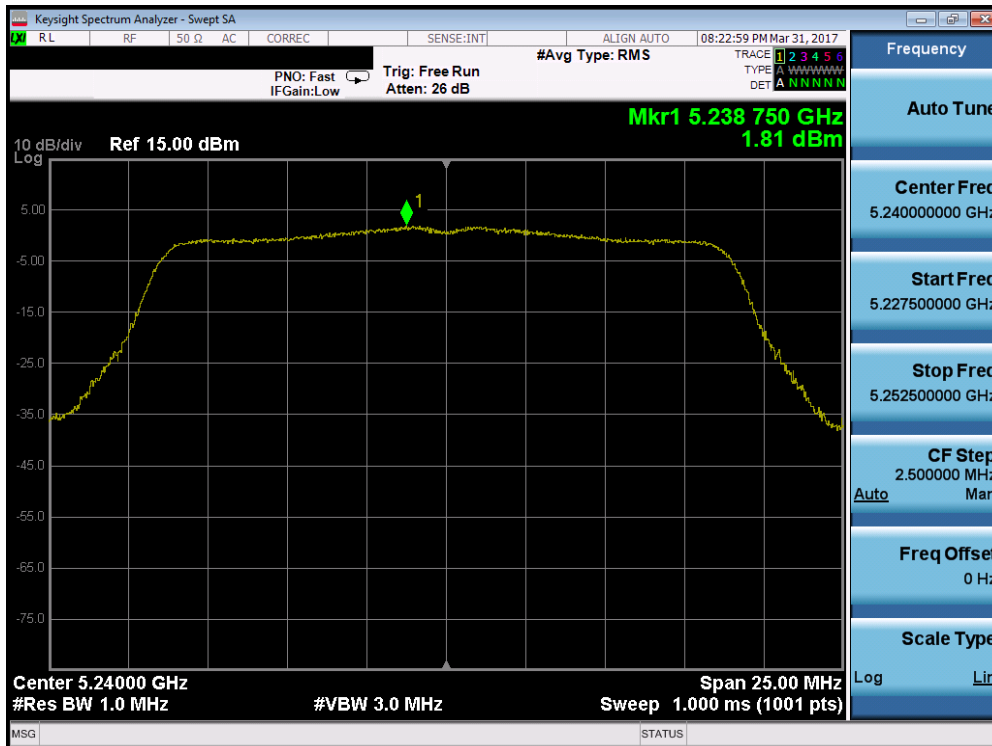 Keysight Spectrum Analyzer - Swept SA
LXI RL RF 50 Ω AC CORREC SENSE:INT ALIGN AUTO 08:22:59 PM Mar 31, 2017
#Avg Type: RMS
TRACE 1 2 3 4 5 6
TYPE A WWWWW
DET A N N N N N
PNO: Fast Trig: Free Run
IFGain:Low Atten: 26 dB
Mkr1 5.238 750 GHz
1.81 dBm
10 dB/div Ref 15.00 dBm
Log
1
5.00
-5.00
-15.0
-25.0
-35.0
-45.0
-55.0
-65.0
-75.0
Center 5.24000 GHz Span 25.00 MHz
#Res BW 1.0 MHz #VBW 3.0 MHz Sweep 1.000 ms (1001 pts)
MSG STATUS
Frequency
Auto Tune
Center Freq
5.240000000 GHz
Start Freq
5.227500000 GHz
Stop Freq
5.252500000 GHz
CF Step
2.500000 MHz
Auto Man
Freq Offset
0 Hz
Scale Type
Log Lin